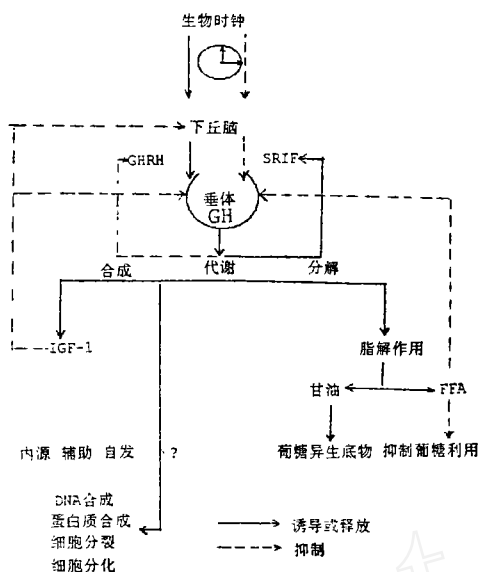 生物时钟
下丘脑
GHRH
SRIF
垂体
GH
合成
代谢
分解
IGF-1
脂解作用
甘油
FFA
内源 辅助 自发 ?
葡糖异生底物 抑制葡糖利用
DNA合成
蛋白质合成
细胞分裂
细胞分化
诱导或释放
抑制